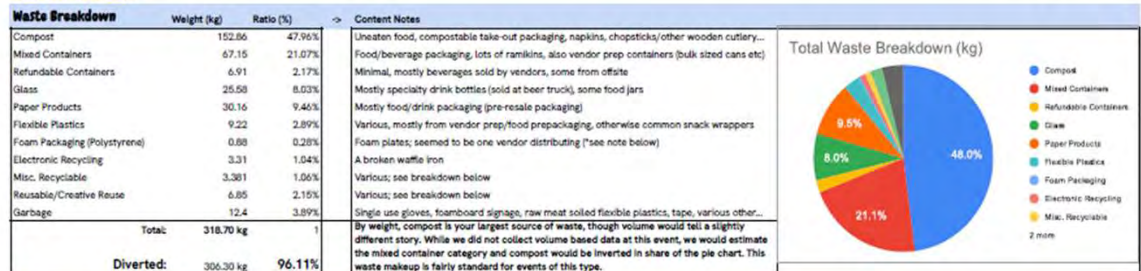 Waste Breakdown Weight (kg) Ratio (%) -> Content Notes
Compost 152.86 47.96% Uneaten food, compostable take-out packaging, napkins, chopsticks/other wooden cutlery...
Mixed Containers 67.15 21.07% Food/beverage packaging, lots of ramikins, also vendor prep containers (bulk sized cans etc)
Refundable Containers 6.91 2.17% Minimal, mostly beverages sold by vendors, some from offsite
Glass 25.58 8.03% Mostly specialty drink bottles (sold at beer truck), some food jars
Paper Products 30.16 9.46% Mostly food/drink packaging (pre-resale packaging)
Flexible Plastics 9.22 2.89% Various, mostly from vendor prep/food prepackaging, otherwise common snack wrappers
Foam Packaging (Polystyrene) 0.88 0.28% Foam plates; seemed to be one vendor distributing (*see note below)
Electronic Recycling 3.31 1.04% A broken waffle iron
Misc. Recyclable 3.381 1.06% Various; see breakdown below
Reusable/Creative Reuse 6.85 2.15% Various; see breakdown below
Garbage 12.4 3.89% Single use gloves, foamboard signage, raw meat soiled flexible plastics, tape, various other...
Total: 318.70 kg 1
Diverted: 306.30 kg 96.11%
By weight, compost is your largest source of waste, though volume would tell a slightly
different story. While we did not collect volume based data at this event, we would estimate
the mixed container category and compost would be inverted in share of the pie chart. This
waste makeup is fairly standard for events of this type.
Total Waste Breakdown (kg)
48.0%
21.1%
8.0%
9.5%
Compost
Mixed Containers
Refundable Containers
Glass
Paper Products
Flexible Plastics
Foam Packaging
Electronic Recycling
Misc. Recyclable
2 more